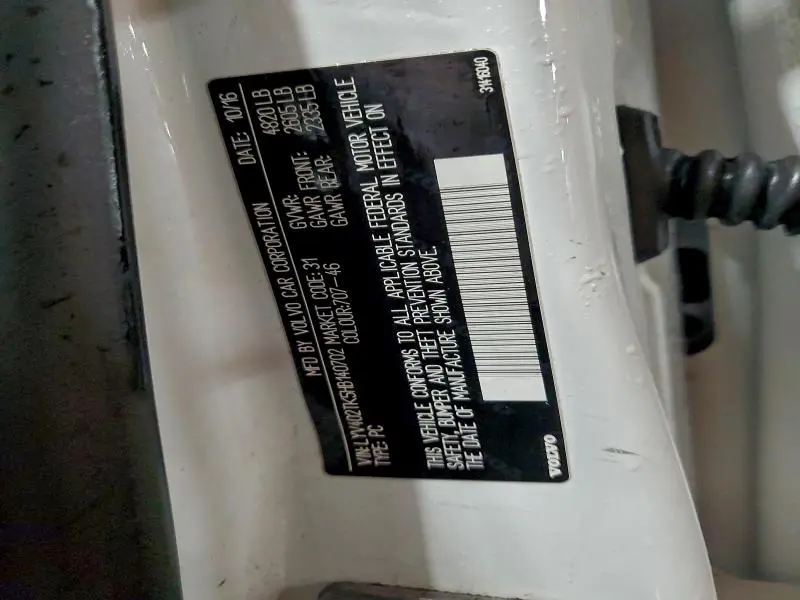 MFD BY VOLVO CAR CORPORATION DATE: 10/16
VIN: LYV402TK5HB140702 MARKET CODE: 31 GVWR: 4820 LB
TYPE: PC COLOUR: 707-46 GAWR FRONT: 2605 LB
GAWR REAR: 2335 LB
THIS VEHICLE CONFORMS TO ALL APPLICABLE FEDERAL MOTOR VEHICLE
SAFETY, BUMPER AND THEFT PREVENTION STANDARDS IN EFFECT ON
THE DATE OF MANUFACTURE SHOWN ABOVE.
VOLVO
31416040